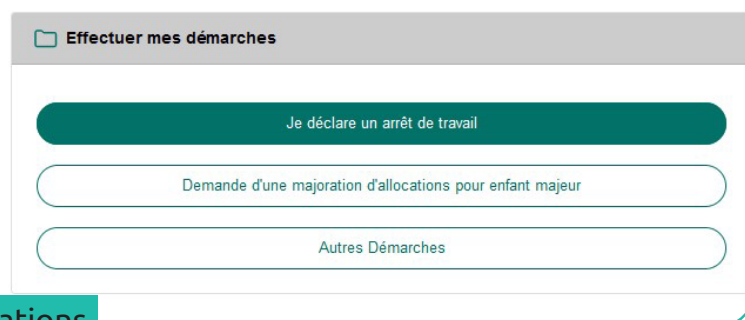 Effectuer mes démarches
Je déclare un arrêt de travail
Demande d'une majoration d'allocations pour enfant majeur
Autres Démarches